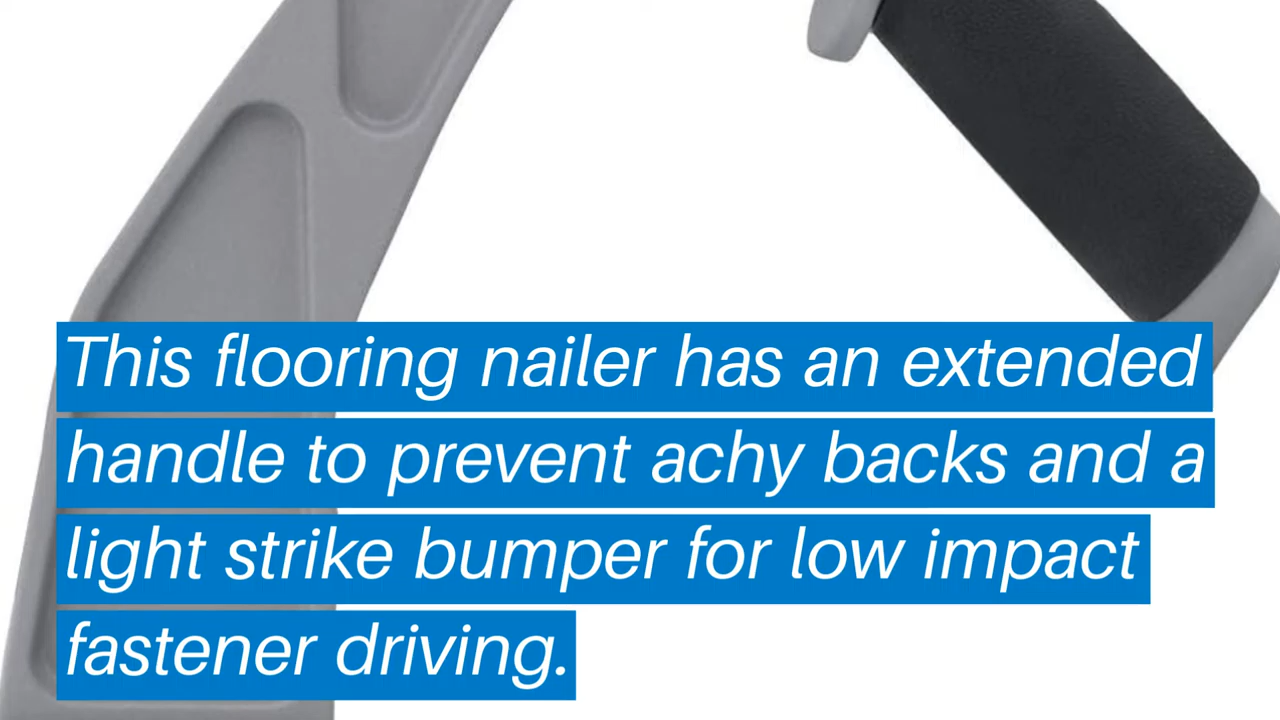 This flooring nailer has an extended
handle to prevent achy backs and a
light strike bumper for low impact
fastener driving.